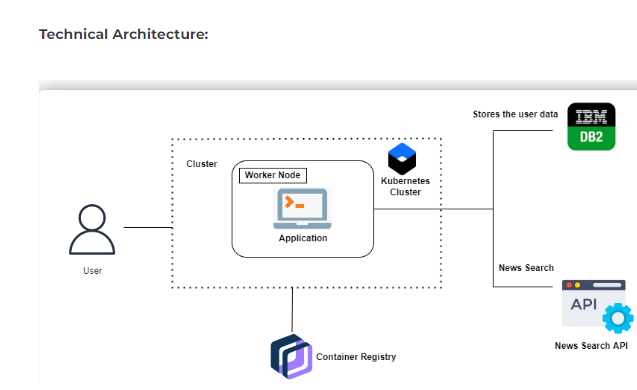 Technical Architecture:
Stores the user data
IBM
DB2
Cluster
Worker Node
Kubernetes
Cluster
Application
User
News Search
API
News Search API
Container Registry